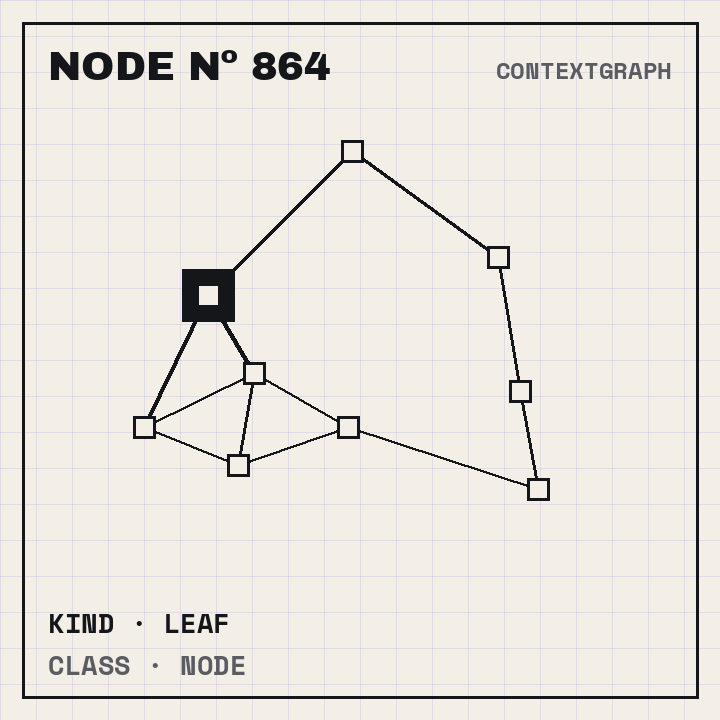 NODE Nº 864
CONTEXTGRAPH
KIND · LEAF
CLASS · NODE